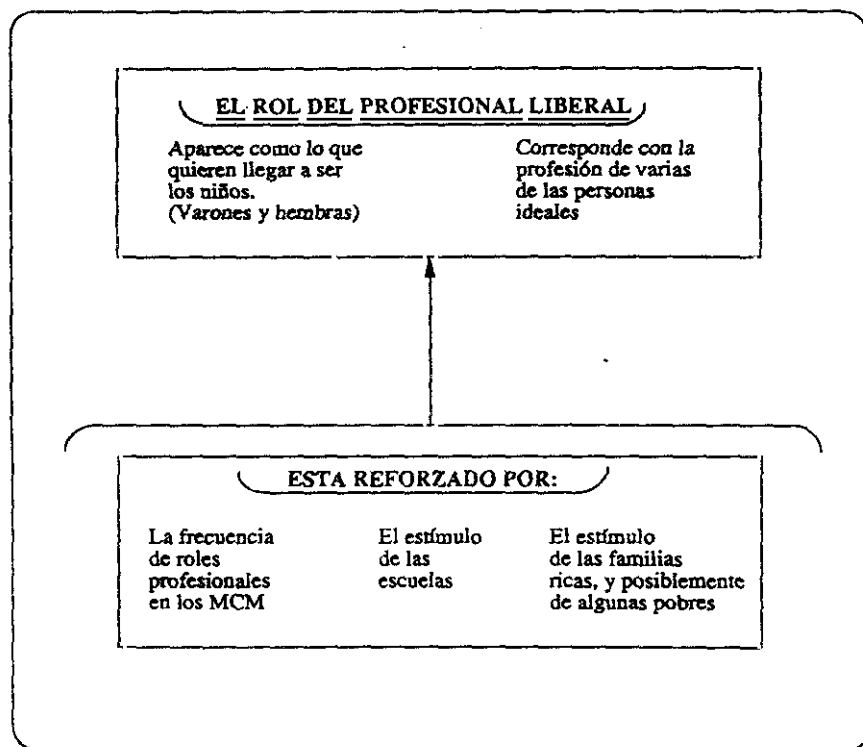 EL ROL DEL PROFESIONAL LIBERAL
Aparece como lo que
quieren llegar a ser
los niños.
(Varones y hembras)
Corresponde con la
profesión de varias
de las personas
ideales
ESTA REFORZADO POR:
La frecuencia
de roles
profesionales
en los MCM
El estímulo
de las
escuelas
El estímulo
de las familias
ricas, y posiblemente
de algunas pobres